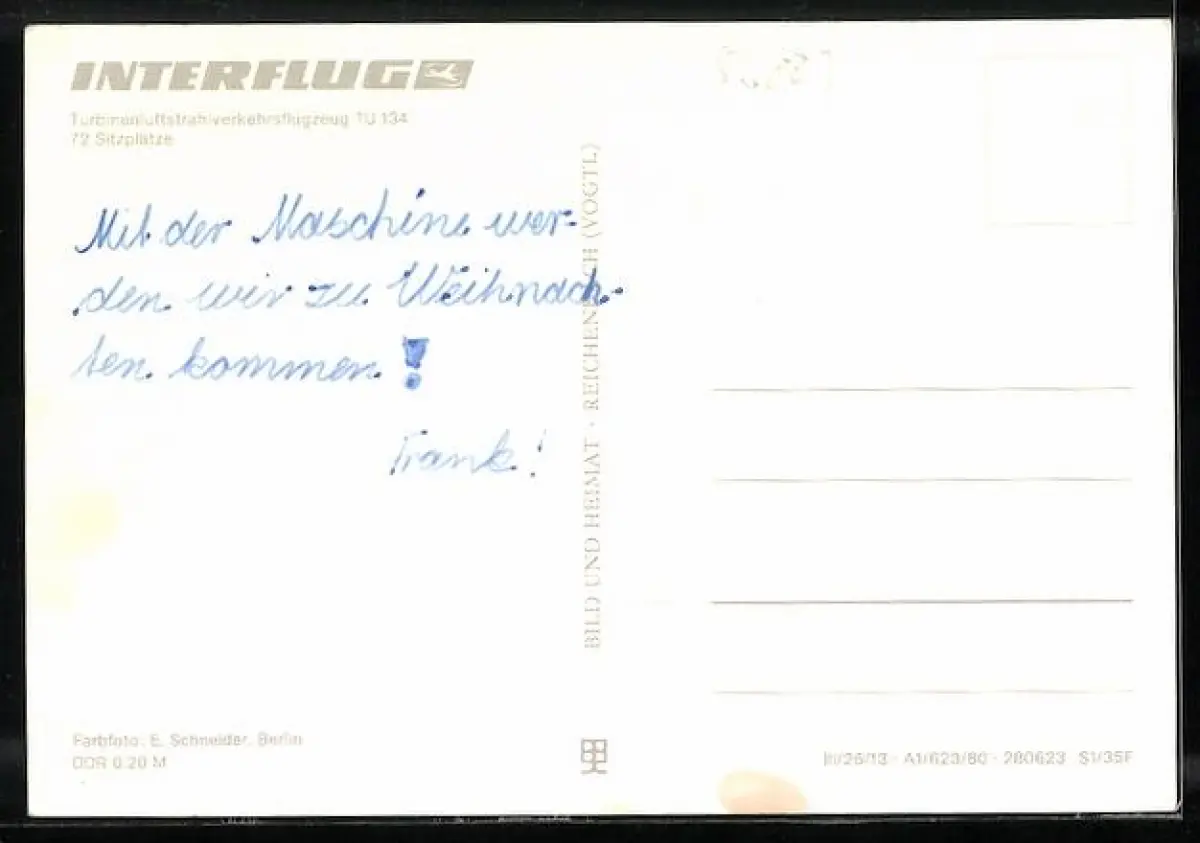 INTERFLUG
Turbinenluftstrahlverkehrsflugzeug TU 134
72 Sitzplätze
Mit der Maschine wer-
den wir zu Weihnach-
ten kommen!
Frank!
BILD UND HEIMAT · REICHENBACH (VOGTL)
Farbfoto: E. Schneider, Berlin
DDR 0,20 M
III/26/13 · A1/623/80 · 280623 S1/35F